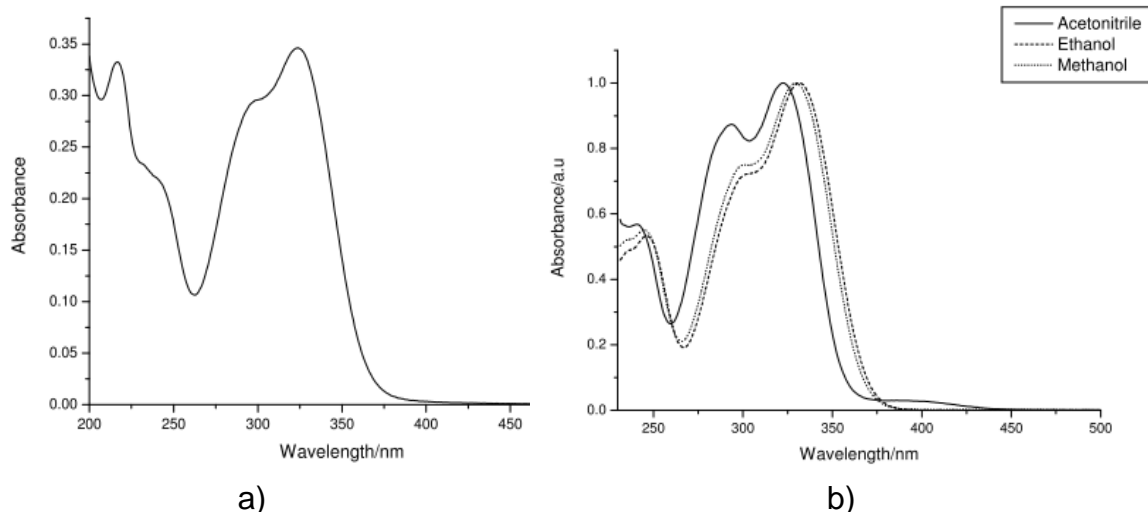 Absorbance
0.35
0.30
0.25
0.20
0.15
0.10
0.05
0.00
200
250
300
350
400
450
Wavelength/nm
a)
Acetonitrile
Ethanol
Methanol
Absorbance/a.u
1.0
0.8
0.6
0.4
0.2
0.0
250
300
350
400
450
500
Wavelength/nm
b)